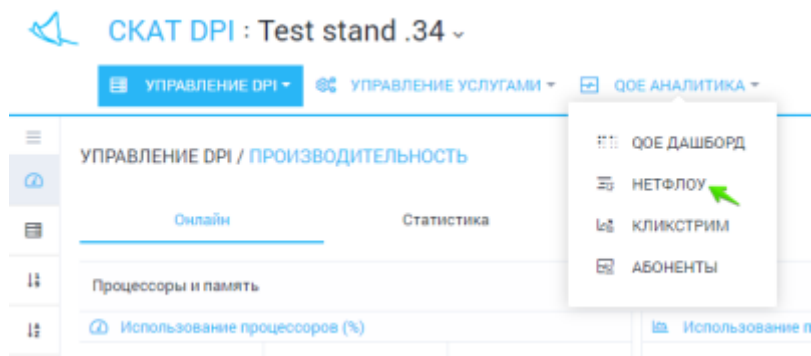 СКАТ DPI : Test stand .34
УПРАВЛЕНИЕ DPI УПРАВЛЕНИЕ УСЛУГАМИ QOE АНАЛИТИКА
QOE ДАШБОРД
УПРАВЛЕНИЕ DPI / ПРОИЗВОДИТЕЛЬНОСТЬ
НЕТФЛОУ
Онлайн Статистика
КЛИКСТРИМ
АБОНЕНТЫ
Процессоры и память
Использование процессоров (%) Использование п